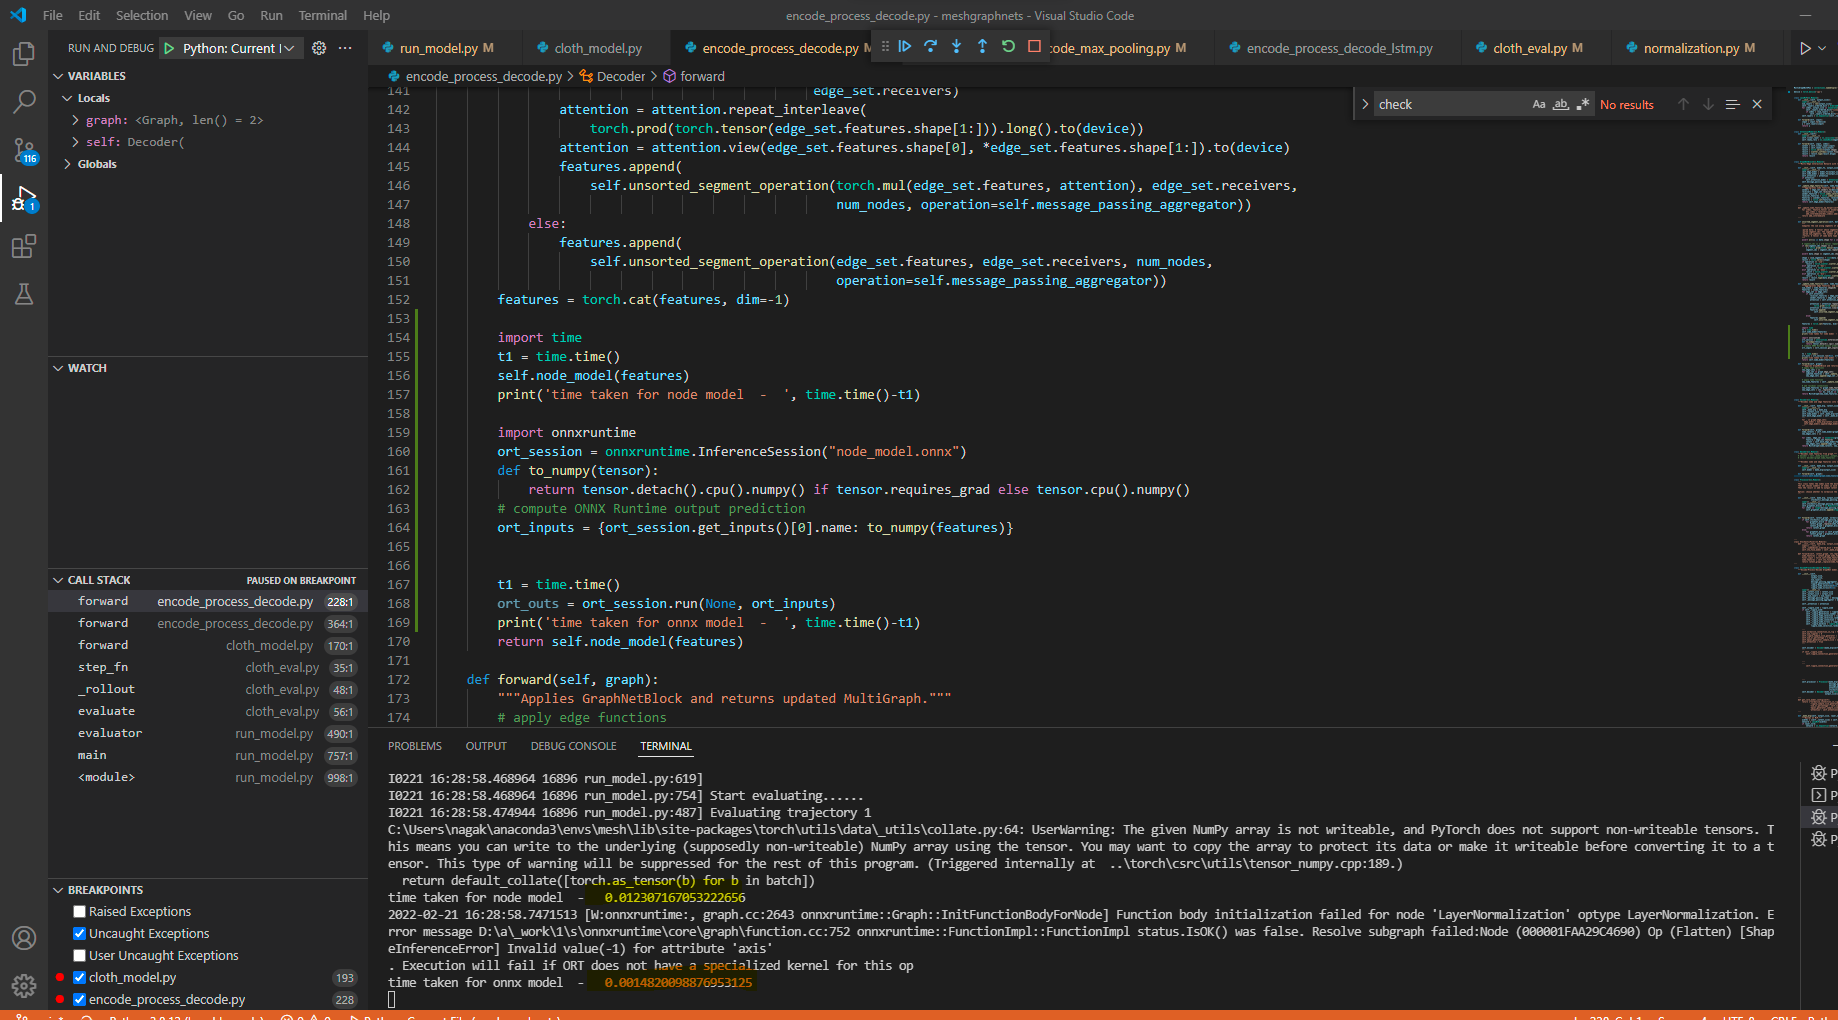 File Edit Selection View Go Run Terminal Help
encode_process_decode.py - meshgraphnets - Visual Studio Code
RUN AND DEBUG Python: Current
run_model.py M
cloth_model.py
encode_process_decode.py M
code_max_pooling.py M
encode_process_decode_lstm.py
cloth_eval.py M
normalization.py M
encode_process_decode.py > Decoder > forward
check Aa ab .* No results
VARIABLES
Locals
graph: <Graph, len() = 2>
self: Decoder(
Globals
WATCH
CALL STACK PAUSED ON BREAKPOINT
forward encode_process_decode.py 228:1
forward encode_process_decode.py 364:1
forward cloth_model.py 170:1
step_fn cloth_eval.py 35:1
_rollout cloth_eval.py 48:1
evaluate cloth_eval.py 56:1
evaluator run_model.py 490:1
main run_model.py 757:1
<module> run_model.py 998:1
BREAKPOINTS
Raised Exceptions
Uncaught Exceptions
User Uncaught Exceptions
cloth_model.py 193
encode_process_decode.py 228
116
1
141 edge_set.receivers)
142 attention = attention.repeat_interleave(
143 torch.prod(torch.tensor(edge_set.features.shape[1:])).long().to(device))
144 attention = attention.view(edge_set.features.shape[0], *edge_set.features.shape[1:]).to(device)
145 features.append(
146 self.unsorted_segment_operation(torch.mul(edge_set.features, attention), edge_set.receivers,
147 num_nodes, operation=self.message_passing_aggregator))
148 else:
149 features.append(
150 self.unsorted_segment_operation(edge_set.features, edge_set.receivers, num_nodes,
151 operation=self.message_passing_aggregator))
152 features = torch.cat(features, dim=-1)
153
154 import time
155 t1 = time.time()
156 self.node_model(features)
157 print('time taken for node model  -  ', time.time()-t1)
158
159 import onnxruntime
160 ort_session = onnxruntime.InferenceSession("node_model.onnx")
161 def to_numpy(tensor):
162 return tensor.detach().cpu().numpy() if tensor.requires_grad else tensor.cpu().numpy()
163 # compute ONNX Runtime output prediction
164 ort_inputs = {ort_session.get_inputs()[0].name: to_numpy(features)}
165
166
167 t1 = time.time()
168 ort_outs = ort_session.run(None, ort_inputs)
169 print('time taken for onnx model  -  ', time.time()-t1)
170 return self.node_model(features)
171
172 def forward(self, graph):
173 """Applies GraphNetBlock and returns updated MultiGraph."""
174 # apply edge functions
PROBLEMS OUTPUT DEBUG CONSOLE TERMINAL
I0221 16:28:58.468964 16896 run_model.py:619]
I0221 16:28:58.468964 16896 run_model.py:754] Start evaluating......
I0221 16:28:58.474944 16896 run_model.py:487] Evaluating trajectory 1
C:\Users\nagak\anaconda3\envs\mesh\lib\site-packages\torch\utils\data\_utils\collate.py:64: UserWarning: The given NumPy array is not writeable, and PyTorch does not support non-writeable tensors. T
his means you can write to the underlying (supposedly non-writeable) NumPy array using the tensor. You may want to copy the array to protect its data or make it writeable before converting it to a t
ensor. This type of warning will be suppressed for the rest of this program. (Triggered internally at  ..\torch\csrc\utils\tensor_numpy.cpp:189.)
return default_collate([torch.as_tensor(b) for b in batch])
time taken for node model  -   0.012307167053222656
2022-02-21 16:28:58.7471513 [W:onnxruntime:, graph.cc:2643 onnxruntime::Graph::InitFunctionBodyForNode] Function body initialization failed for node 'LayerNormalization' optype LayerNormalization. E
rror message D:\a\_work\1\s\onnxruntime\core\graph\function.cc:752 onnxruntime::FunctionImpl::FunctionImpl status.IsOK() was false. Resolve subgraph failed:Node (000001FAA29C4690) Op (Flatten) [Shap
eInferenceError] Invalid value(-1) for attribute 'axis'
. Execution will fail if ORT does not have a specialized kernel for this op
time taken for onnx model  -   0.0014820098876953125